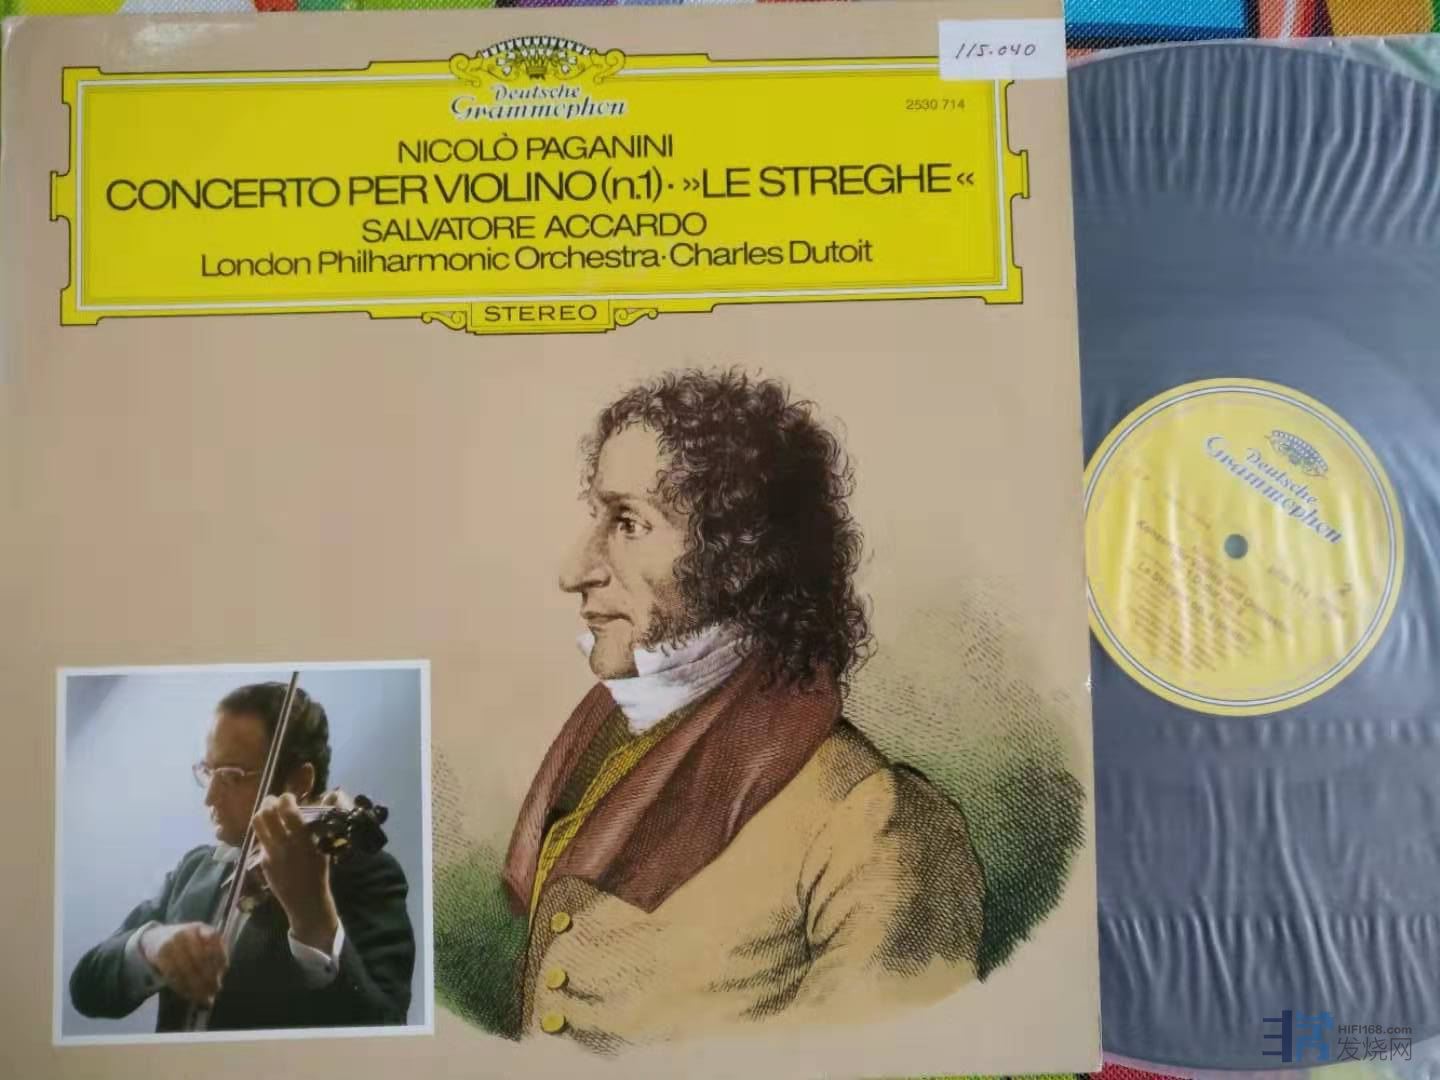 115.040
Deutsche
Grammophon
2530 714
NICOLÒ PAGANINI
CONCERTO PER VIOLINO (n.1) · »LE STREGHE«
SALVATORE ACCARDO
London Philharmonic Orchestra · Charles Dutoit
STEREO
Deutsche
Grammophon
2
HIFI168.com
发烧网